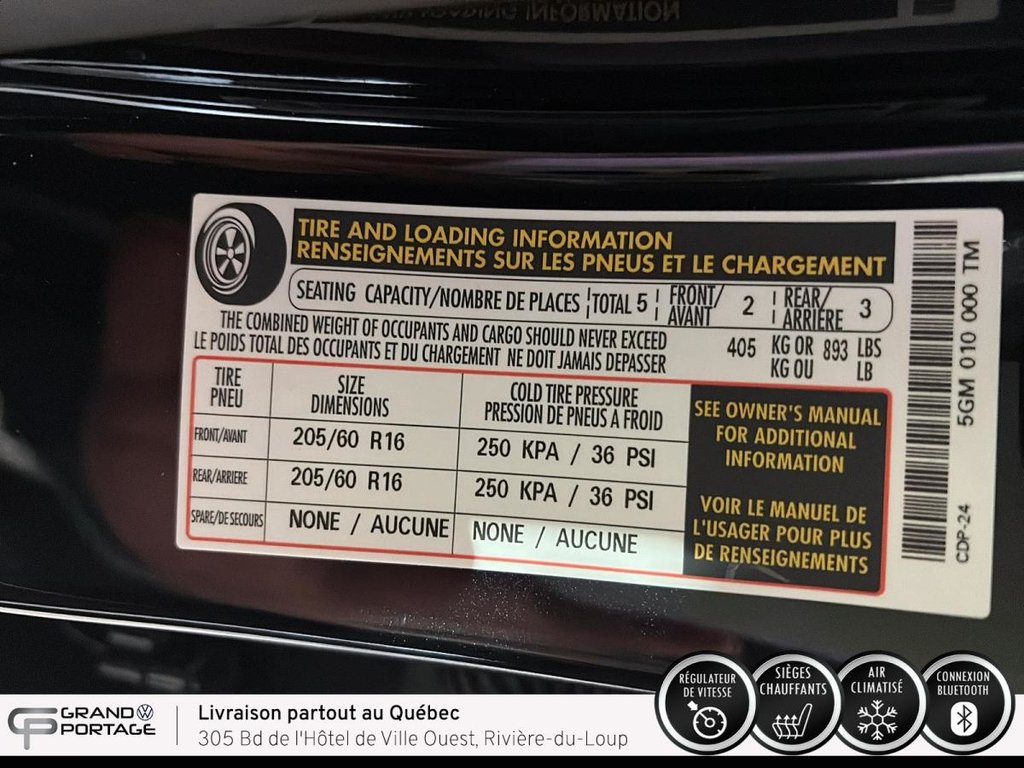 TIRE AND LOADING INFORMATION
RENSEIGNEMENTS SUR LES PNEUS ET LE CHARGEMENT
SEATING CAPACITY/NOMBRE DE PLACES TOTAL 5 FRONT/AVANT 2 REAR/ARRIÈRE 3
THE COMBINED WEIGHT OF OCCUPANTS AND CARGO SHOULD NEVER EXCEED 405 KG OR 893 LBS
LE POIDS TOTAL DES OCCUPANTS ET DU CHARGEMENT NE DOIT JAMAIS DEPASSER KG OU LB
TIRE
PNEU
SIZE
DIMENSIONS
COLD TIRE PRESSURE
PRESSION DE PNEUS A FROID
FRONT/AVANT 205/60 R16 250 KPA / 36 PSI
REAR/ARRIERE 205/60 R16 250 KPA / 36 PSI
SPARE/DE SECOURS NONE / AUCUNE NONE / AUCUNE
SEE OWNER'S MANUAL
FOR ADDITIONAL
INFORMATION
VOIR LE MANUEL DE
L'USAGER POUR PLUS
DE RENSEIGNEMENTS
5GM 010 000 TM
CDP-24
RÉGULATEUR
DE VITESSE
SIÈGES
CHAUFFANTS
AIR
CLIMATISÉ
CONNEXION
BLUETOOTH
GP GRAND VW
PORTAGE
Livraison partout au Québec
305 Bd de l'Hôtel de Ville Ouest, Rivière-du-Loup